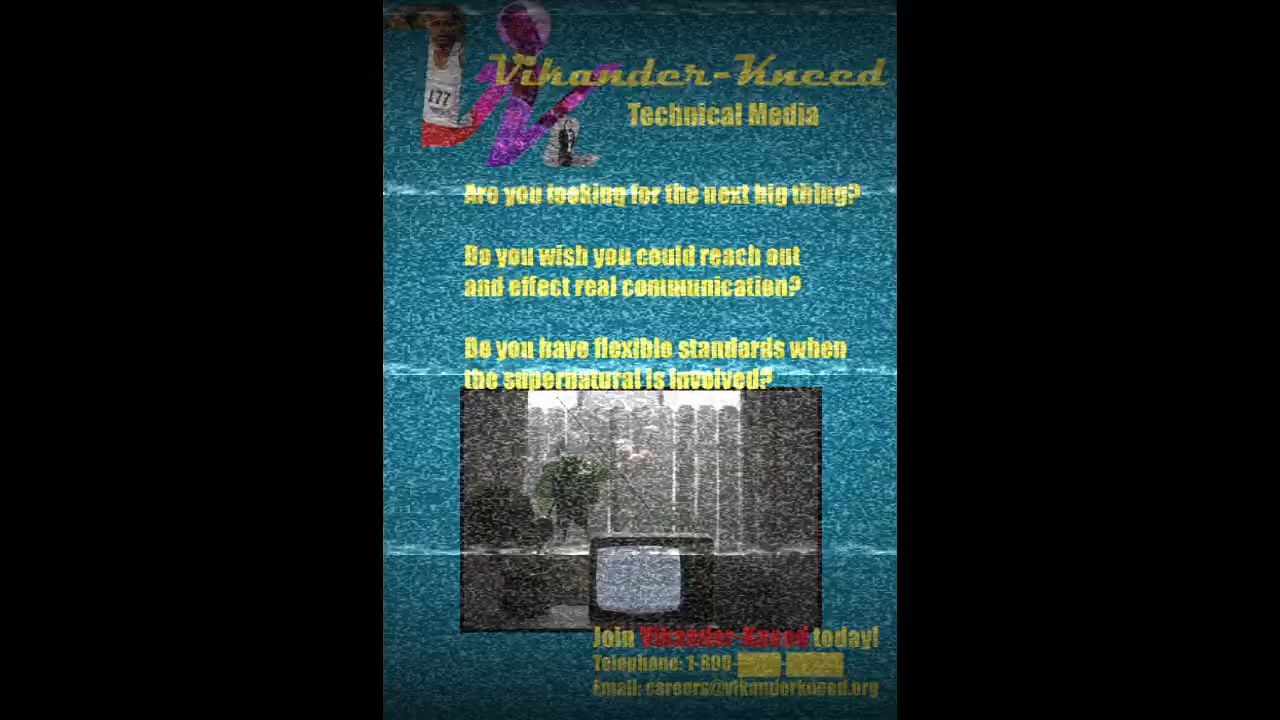 177
Vikander-Kneed
Technical Media
Are you looking for the next big thing?
Do you wish you could reach out
and effect real communication?
Do you have flexible standards when
the supernatural is involved?
Join Vikander-Kneed today!
Telephone: 1-800-
Email: careers@vikanderkneed.org